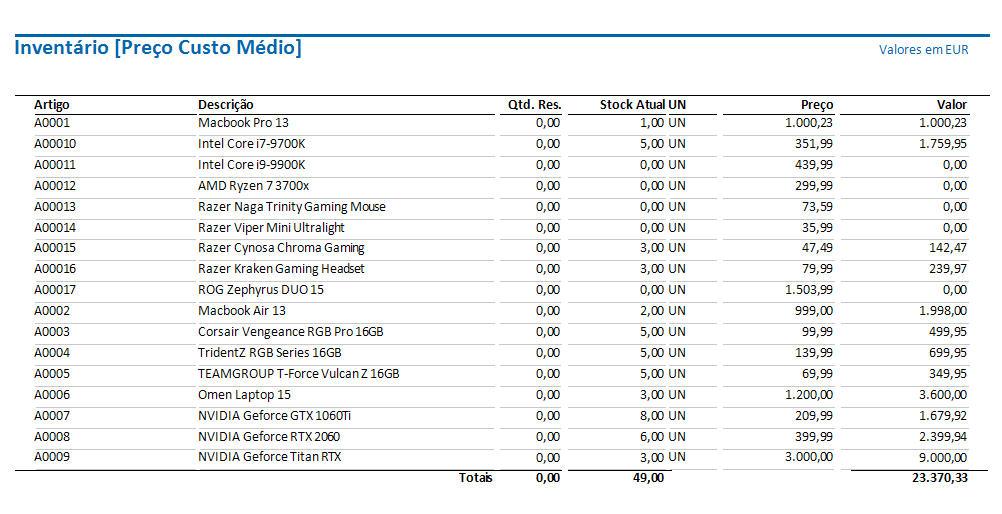 Inventário [Preço Custo Médio] Valores em EUR
Artigo Descrição Qtd. Res. Stock Atual UN Preço Valor
A0001 Macbook Pro 13 0,00 1,00 UN 1.000,23 1.000,23
A00010 Intel Core i7-9700K 0,00 5,00 UN 351,99 1.759,95
A00011 Intel Core i9-9900K 0,00 0,00 UN 439,99 0,00
A00012 AMD Ryzen 7 3700x 0,00 0,00 UN 299,99 0,00
A00013 Razer Naga Trinity Gaming Mouse 0,00 0,00 UN 73,59 0,00
A00014 Razer Viper Mini Ultralight 0,00 0,00 UN 35,99 0,00
A00015 Razer Cynosa Chroma Gaming 0,00 3,00 UN 47,49 142,47
A00016 Razer Kraken Gaming Headset 0,00 3,00 UN 79,99 239,97
A00017 ROG Zephyrus DUO 15 0,00 0,00 UN 1.503,99 0,00
A0002 Macbook Air 13 0,00 2,00 UN 999,00 1.998,00
A0003 Corsair Vengeance RGB Pro 16GB 0,00 5,00 UN 99,99 499,95
A0004 TridentZ RGB Series 16GB 0,00 5,00 UN 139,99 699,95
A0005 TEAMGROUP T-Force Vulcan Z 16GB 0,00 5,00 UN 69,99 349,95
A0006 Omen Laptop 15 0,00 3,00 UN 1.200,00 3.600,00
A0007 NVIDIA Geforce GTX 1060Ti 0,00 8,00 UN 209,99 1.679,92
A0008 NVIDIA Geforce RTX 2060 0,00 6,00 UN 399,99 2.399,94
A0009 NVIDIA Geforce Titan RTX 0,00 3,00 UN 3.000,00 9.000,00
Totais 0,00 49,00 23.370,33